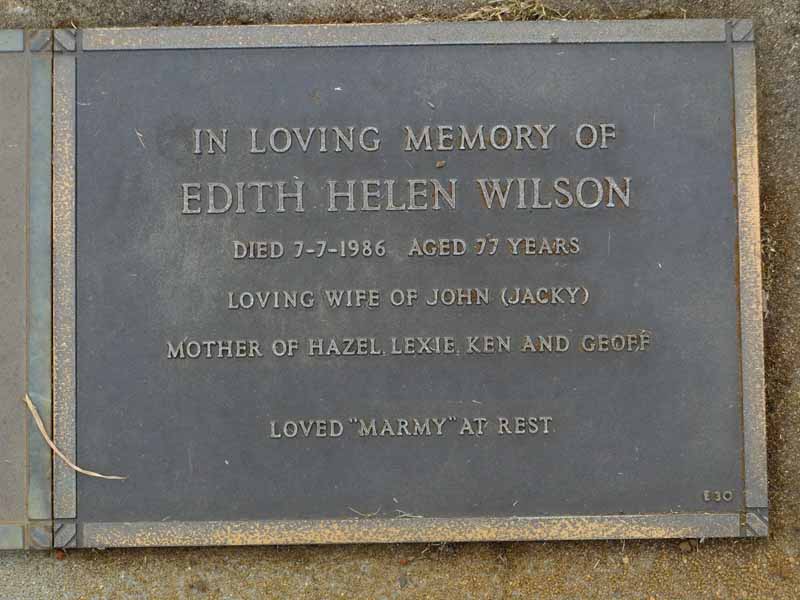 IN LOVING MEMORY OF
EDITH HELEN WILSON
DIED 7-7-1986 AGED 77 YEARS
LOVING WIFE OF JOHN (JACKY)
MOTHER OF HAZEL, LEXIE, KEN AND GEOFF
LOVED "MARMY" AT REST.
E 30